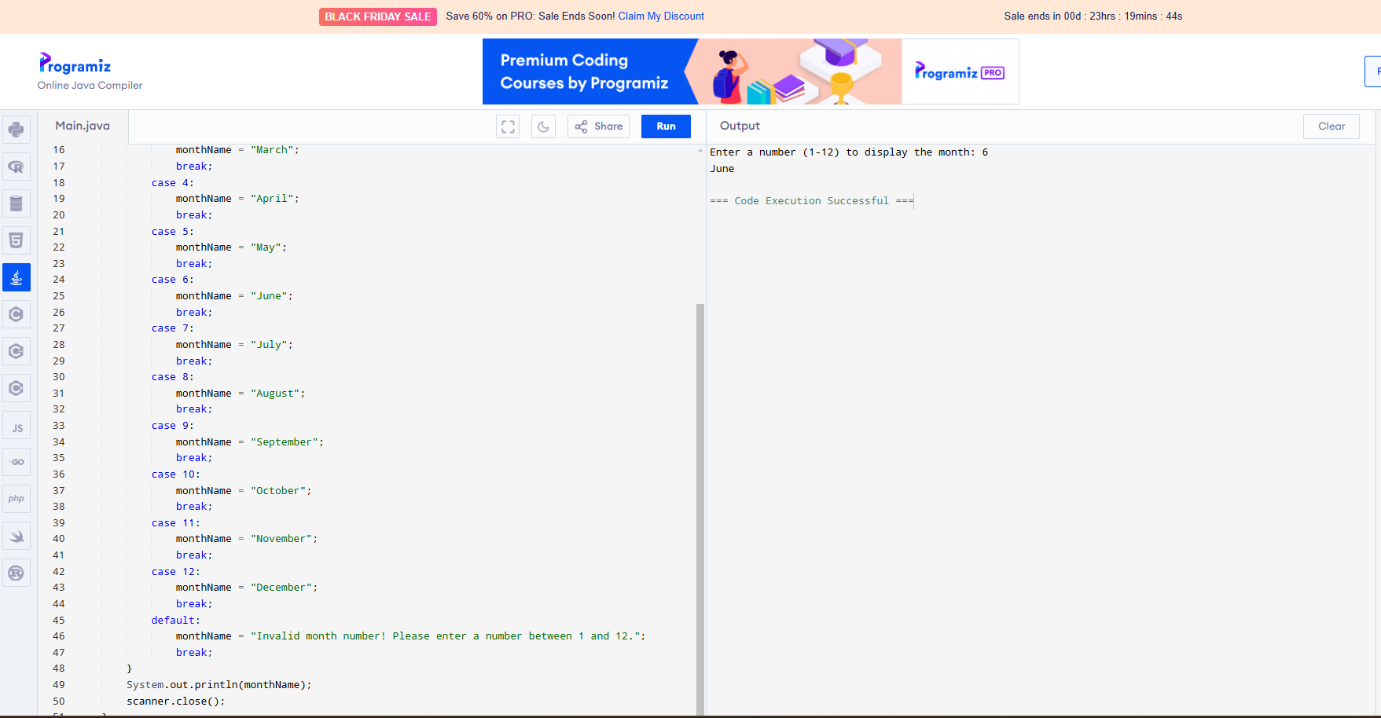 BLACK FRIDAY SALE Save 60% on PRO: Sale Ends Soon! Claim My Discount Sale ends in 00d : 23hrs : 19mins : 44s
Programiz
Online Java Compiler
Premium Coding
Courses by Programiz
Programiz PRO
Main.java
Share
Run
Output
Clear
16 monthName = "March";
17 break;
18 case 4:
19 monthName = "April";
20 break;
21 case 5:
22 monthName = "May";
23 break;
24 case 6:
25 monthName = "June";
26 break;
27 case 7:
28 monthName = "July";
29 break;
30 case 8:
31 monthName = "August";
32 break;
33 case 9:
34 monthName = "September";
35 break;
36 case 10:
37 monthName = "October";
38 break;
39 case 11:
40 monthName = "November";
41 break;
42 case 12:
43 monthName = "December";
44 break;
45 default:
46 monthName = "Invalid month number! Please enter a number between 1 and 12.";
47 break;
48 }
49 System.out.println(monthName);
50 scanner.close();
Enter a number (1-12) to display the month: 6
June
=== Code Execution Successful ===
R
5
C
C
C
JS
GO
php
R